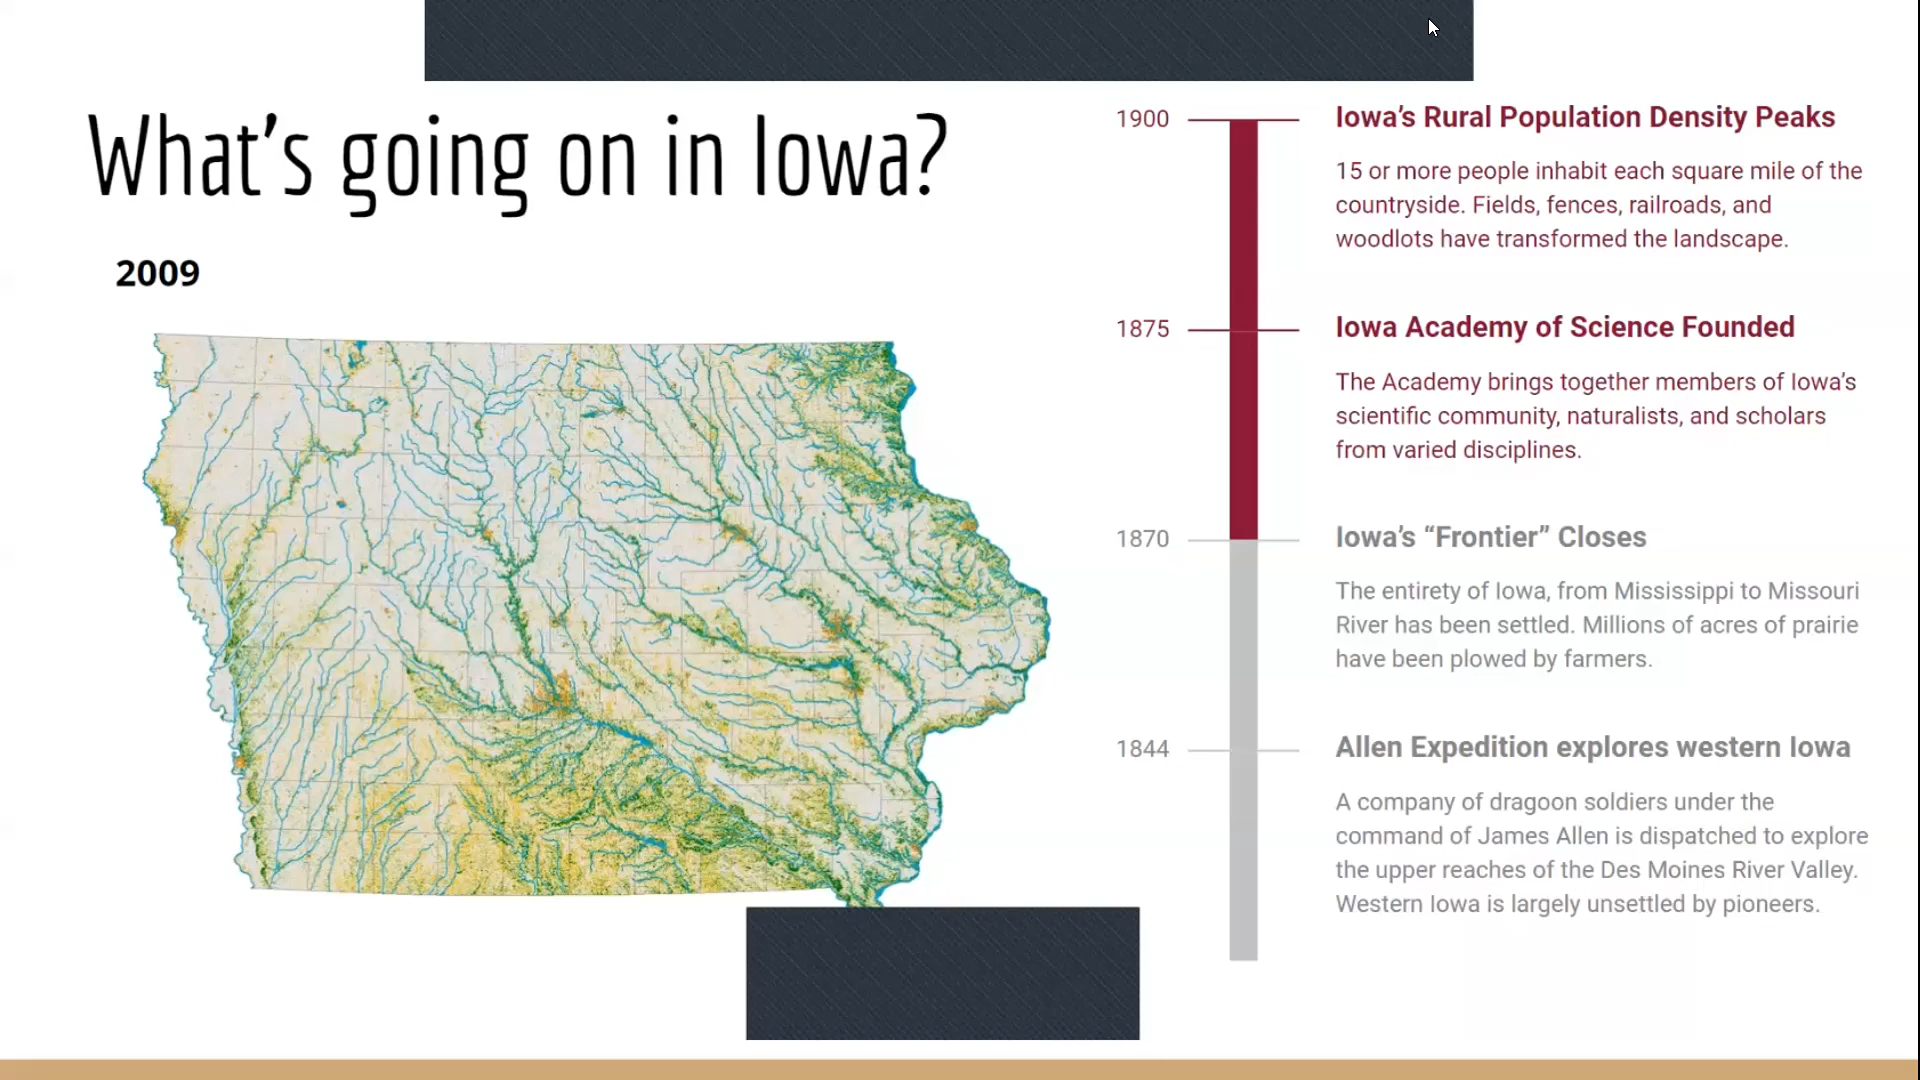 What's going on in Iowa?
2009
1900
Iowa's Rural Population Density Peaks
15 or more people inhabit each square mile of the
countryside. Fields, fences, railroads, and
woodlots have transformed the landscape.
1875
Iowa Academy of Science Founded
The Academy brings together members of Iowa's
scientific community, naturalists, and scholars
from varied disciplines.
1870
Iowa's “Frontier” Closes
The entirety of Iowa, from Mississippi to Missouri
River has been settled. Millions of acres of prairie
have been plowed by farmers.
1844
Allen Expedition explores western Iowa
A company of dragoon soldiers under the
command of James Allen is dispatched to explore
the upper reaches of the Des Moines River Valley.
Western Iowa is largely unsettled by pioneers.